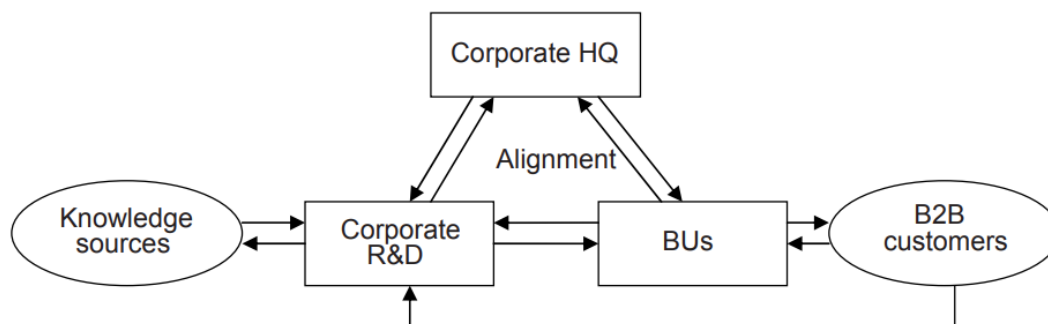 Corporate HQ
Alignment
Knowledge
sources
Corporate
R&D
BUs
B2B
customers